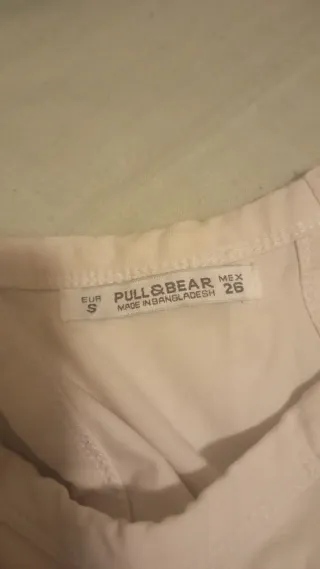 EUR S
PULL&BEAR
MADE IN BANGLADESH
MEX 26